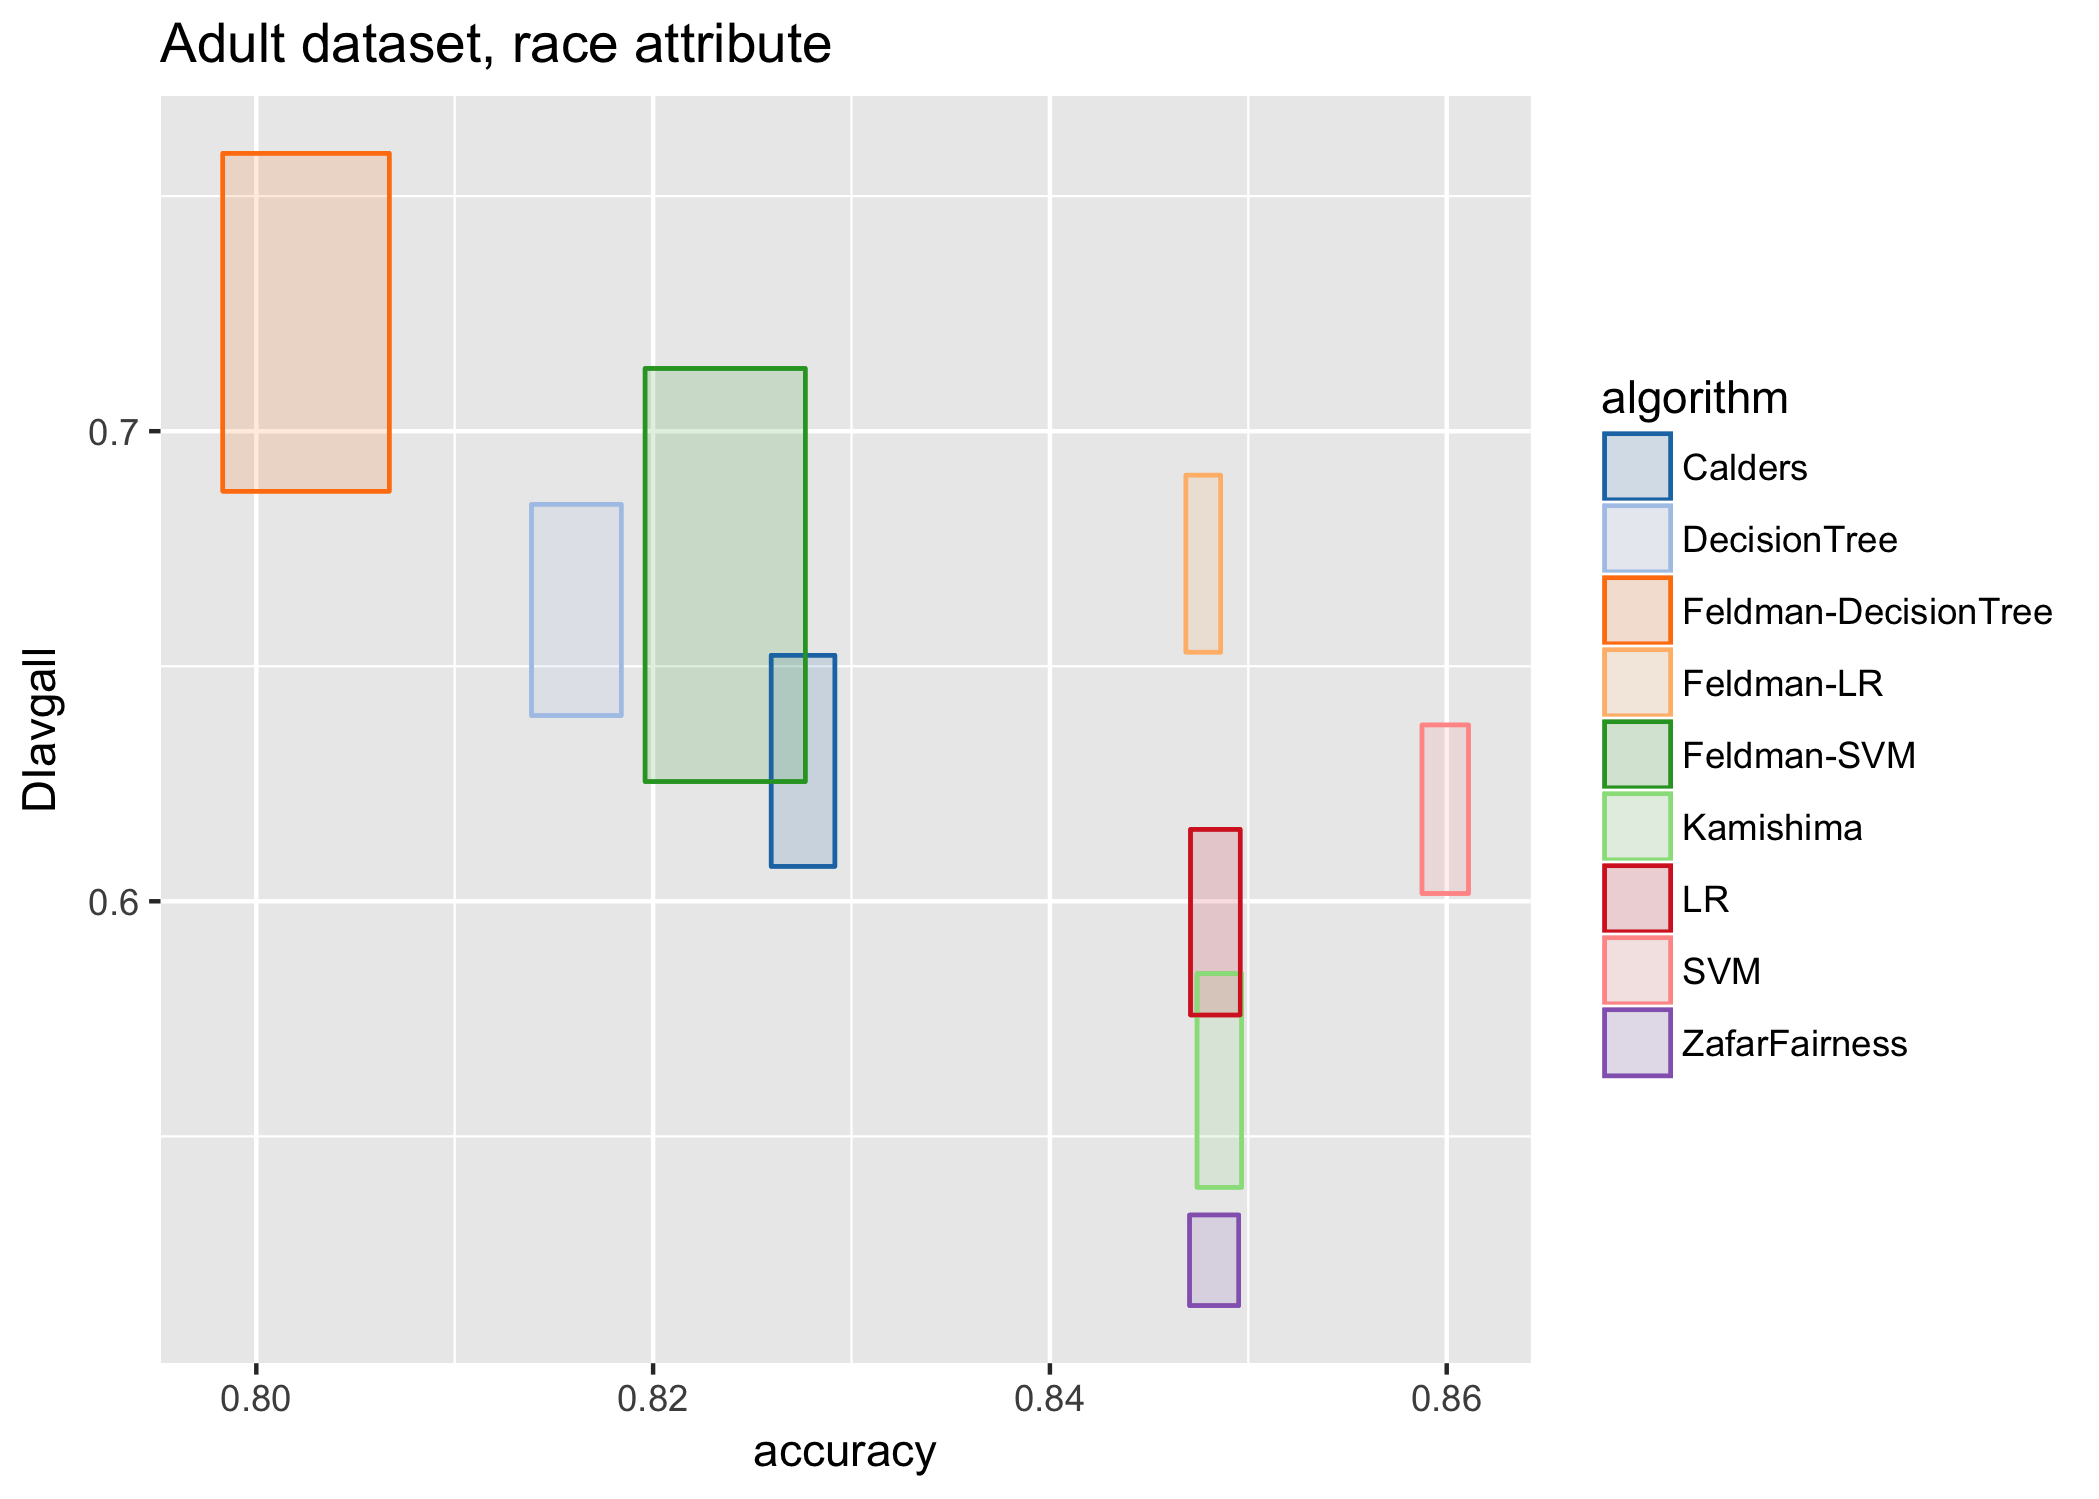 Adult dataset, race attribute
DIavgall
0.7
0.6
0.80 0.82 0.84 0.86
accuracy
algorithm
Calders
DecisionTree
Feldman-DecisionTree
Feldman-LR
Feldman-SVM
Kamishima
LR
SVM
ZafarFairness